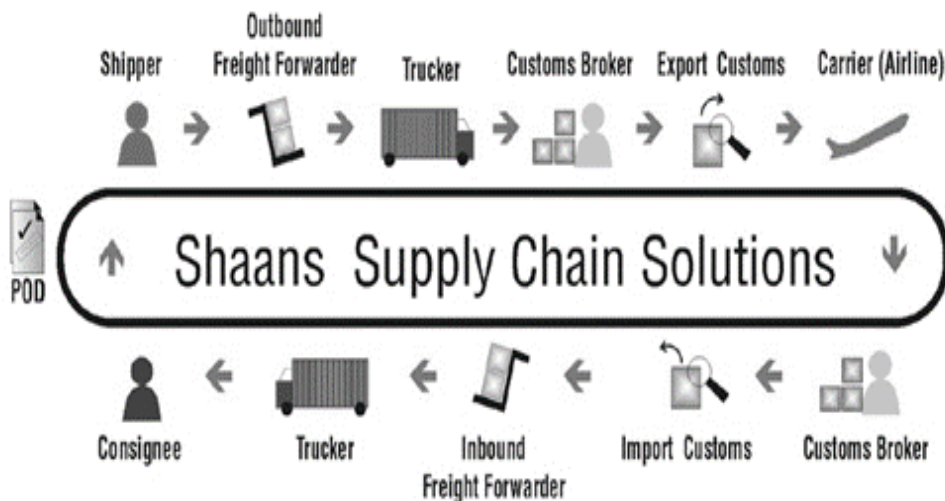 Shipper
Outbound
Freight Forwarder
Trucker
Customs Broker
Export Customs
Carrier (Airline)
POD
Shaans Supply Chain Solutions
Consignee
Trucker
Inbound
Freight Forwarder
Import Customs
Customs Broker